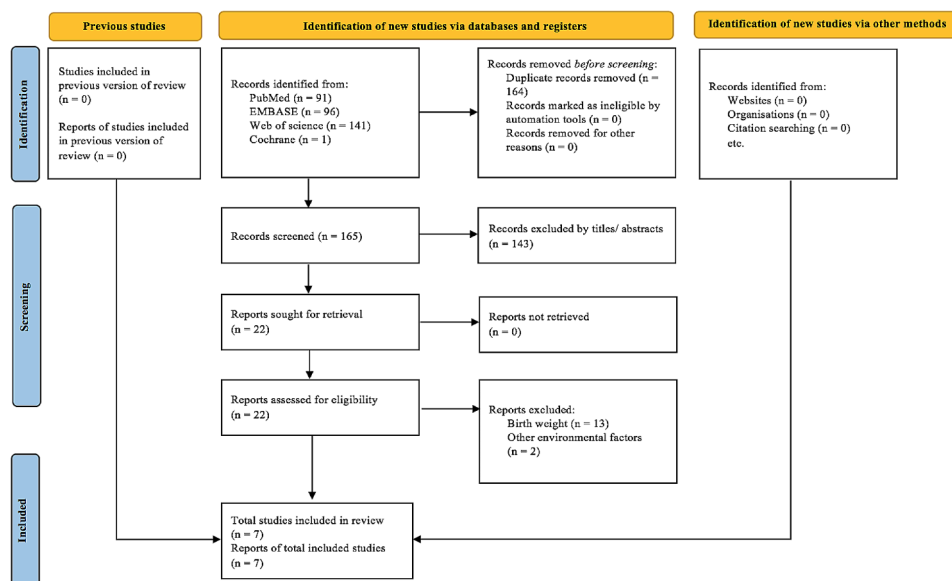 Previous studies
Identification of new studies via databases and registers
Identification of new studies via other methods
Identification
Studies included in
previous version of review
(n = 0)
Reports of studies included
in previous version of
review (n = 0)
Records identified from:
PubMed (n = 91)
EMBASE (n = 96)
Web of science (n = 141)
Cochrane (n = 1)
Records removed before screening:
Duplicate records removed (n =
164)
Records marked as ineligible by
automation tools (n = 0)
Records removed for other
reasons (n = 0)
Records identified from:
Websites (n = 0)
Organisations (n = 0)
Citation searching (n = 0)
etc.
Screening
Records screened (n = 165)
Records excluded by titles/ abstracts
(n = 143)
Reports sought for retrieval
(n = 22)
Reports not retrieved
(n = 0)
Reports assessed for eligibility
(n = 22)
Reports excluded:
Birth weight (n = 13)
Other environmental factors
(n = 2)
Included
Total studies included in review
(n = 7)
Reports of total included studies
(n = 7)